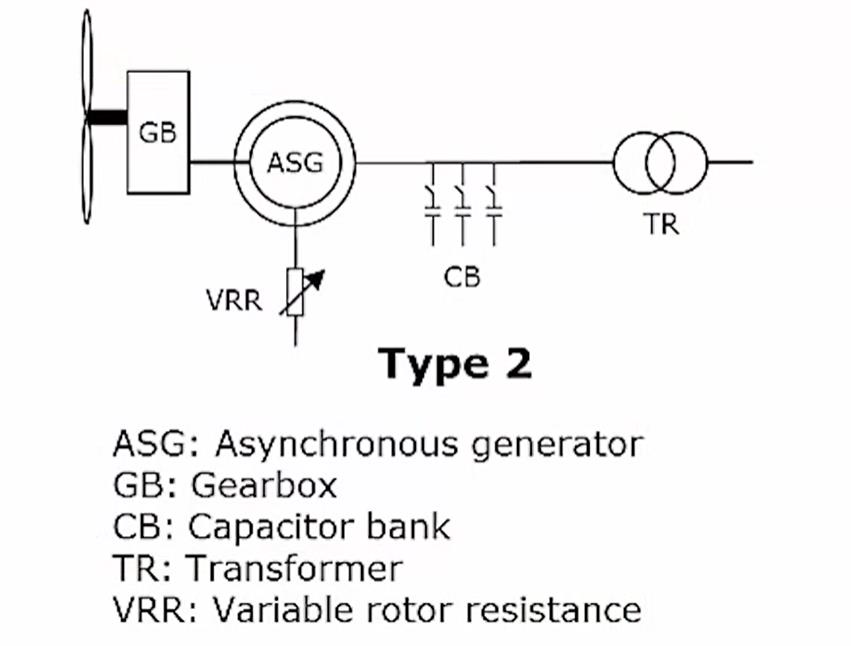 GB
ASG
TR
VRR
CB
Type 2
ASG: Asynchronous generator
GB: Gearbox
CB: Capacitor bank
TR: Transformer
VRR: Variable rotor resistance